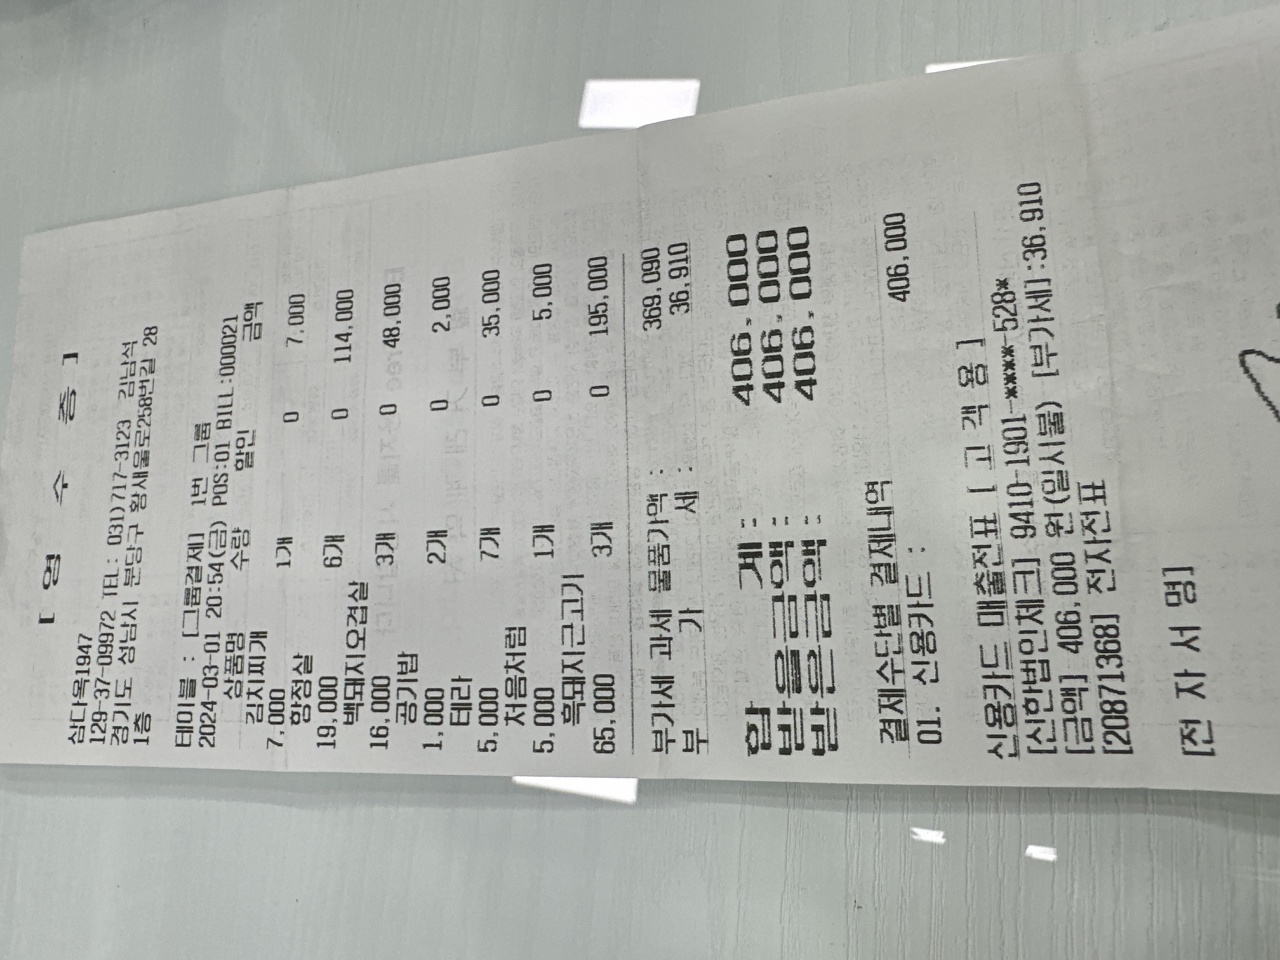 [ 영 수 증 ]
삼다옥1947
129-37-09972 TEL: 031)717-3123 김남석
경기도 성남시 분당구 황새울로258번길 28
1층
테이블 : [그룹결제] 1번 그룹
2024-03-01 20:54(금) POS:01 BILL:000021
상품명 수량 할인 금액
김치찌개
7,000 1개 0 7,000
항정살
19,000 6개 0 114,000
백돼지오겹살
16,000 3개 0 48,000
공기밥
1,000 2개 0 2,000
테라
5,000 7개 0 35,000
처음처럼
5,000 1개 0 5,000
흑돼지근고기
65,000 3개 0 195,000
부가세 과세 물품가액 : 369,090
부 가 세 : 36,910
합 계: 406,000
받을금액: 406,000
받은금액: 406,000
결제수단별 결제내역
01. 신용카드 : 406,000
신용카드 매출전표 [ 고 객 용 ]
[신한법인체크] 9410-1901-****-528*
[금액] 406,000 원(일시불) [부가세]:36,910
[20871368] 전자전표
[전 자 서 명]